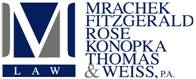 M
LAW
MRACHEK
FITZGERALD
ROSE
KONOPKA
THOMAS
& WEISS, P.A.